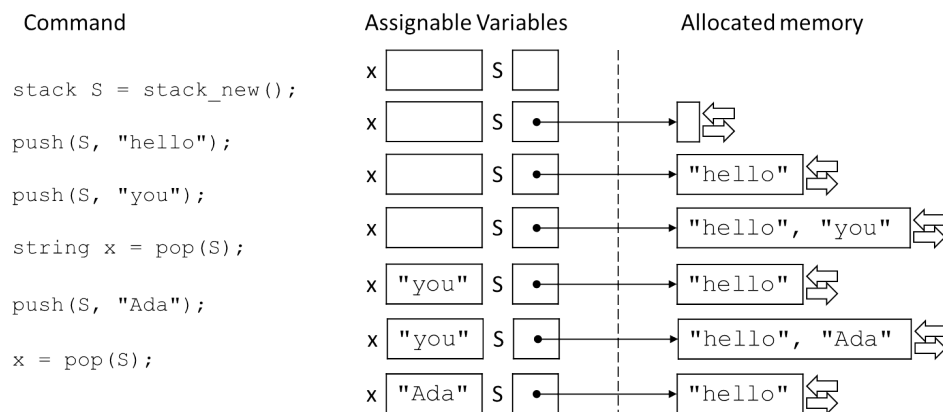 Command Assignable Variables Allocated memory
x S
stack S = stack_new();
x S
push(S, "hello");
x S "hello"
push(S, "you");
x S "hello", "you"
string x = pop(S);
x "you" S "hello"
push(S, "Ada");
x "you" S "hello", "Ada"
x = pop(S);
x "Ada" S "hello"